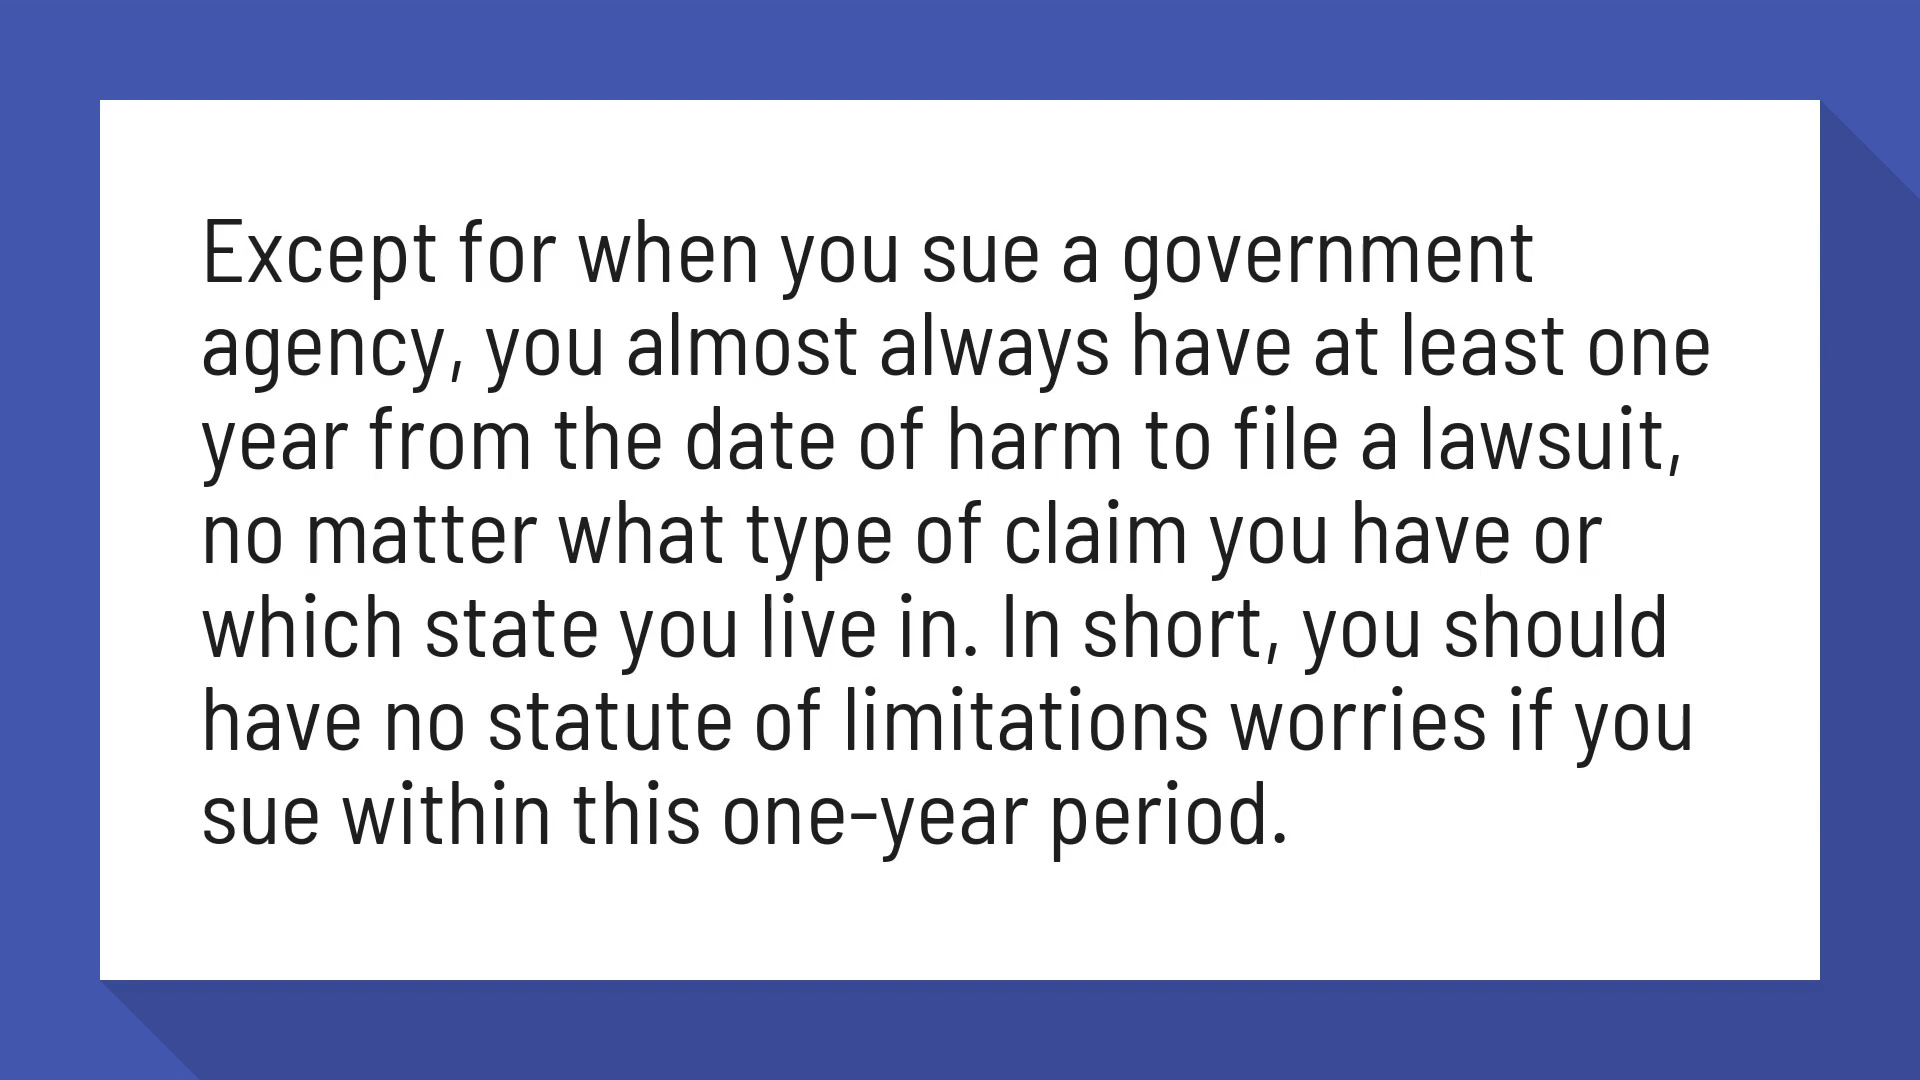 Except for when you sue a government
agency, you almost always have at least one
year from the date of harm to file a lawsuit,
no matter what type of claim you have or
which state you live in. In short, you should
have no statute of limitations worries if you
sue within this one-year period.